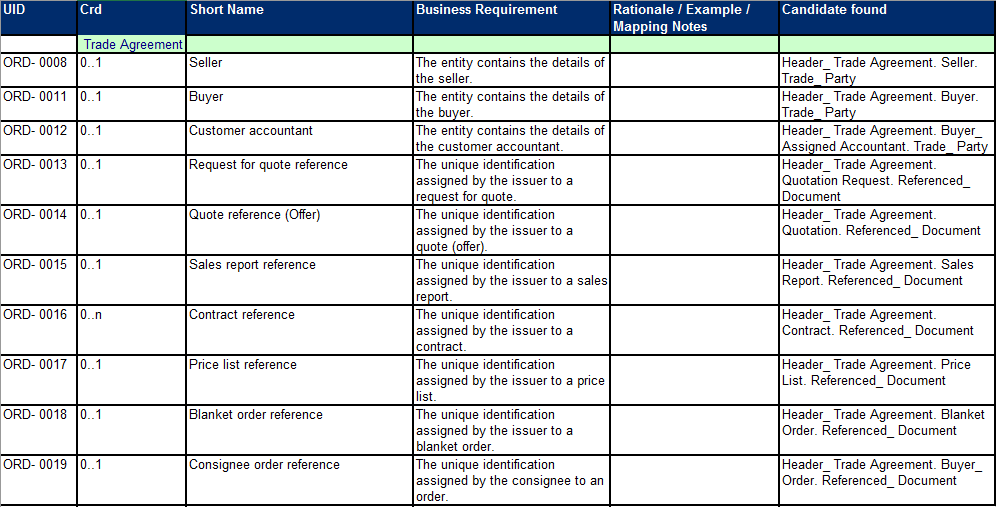 UID Crd Short Name Business Requirement Rationale / Example / Candidate found
Mapping Notes
Trade Agreement
ORD- 0008 0..1 Seller The entity contains the details of Header_ Trade Agreement. Seller.
the seller. Trade_ Party
ORD- 0011 0..1 Buyer The entity contains the details of Header_ Trade Agreement. Buyer.
the buyer. Trade_ Party
ORD- 0012 0..1 Customer accountant The entity contains the details of Header_ Trade Agreement. Buyer_
the customer accountant. Assigned Accountant. Trade_ Party
ORD- 0013 0..1 Request for quote reference The unique identification Header_ Trade Agreement.
assigned by the issuer to a Quotation Request. Referenced_
request for quote. Document
ORD- 0014 0..1 Quote reference (Offer) The unique identification Header_ Trade Agreement.
assigned by the issuer to a Quotation. Referenced_ Document
quote (offer).
ORD- 0015 0..1 Sales report reference The unique identification Header_ Trade Agreement. Sales
assigned by the issuer to a sales Report. Referenced_ Document
report.
ORD- 0016 0..n Contract reference The unique identification Header_ Trade Agreement.
assigned by the issuer to a Contract. Referenced_ Document
contract.
ORD- 0017 0..1 Price list reference The unique identification Header_ Trade Agreement. Price
assigned by the issuer to a price List. Referenced_ Document
list.
ORD- 0018 0..1 Blanket order reference The unique identification Header_ Trade Agreement. Blanket
assigned by the issuer to a Order. Referenced_ Document
blanket order.
ORD- 0019 0..1 Consignee order reference The unique identification Header_ Trade Agreement. Buyer_
assigned by the consignee to an Order. Referenced_ Document
order.